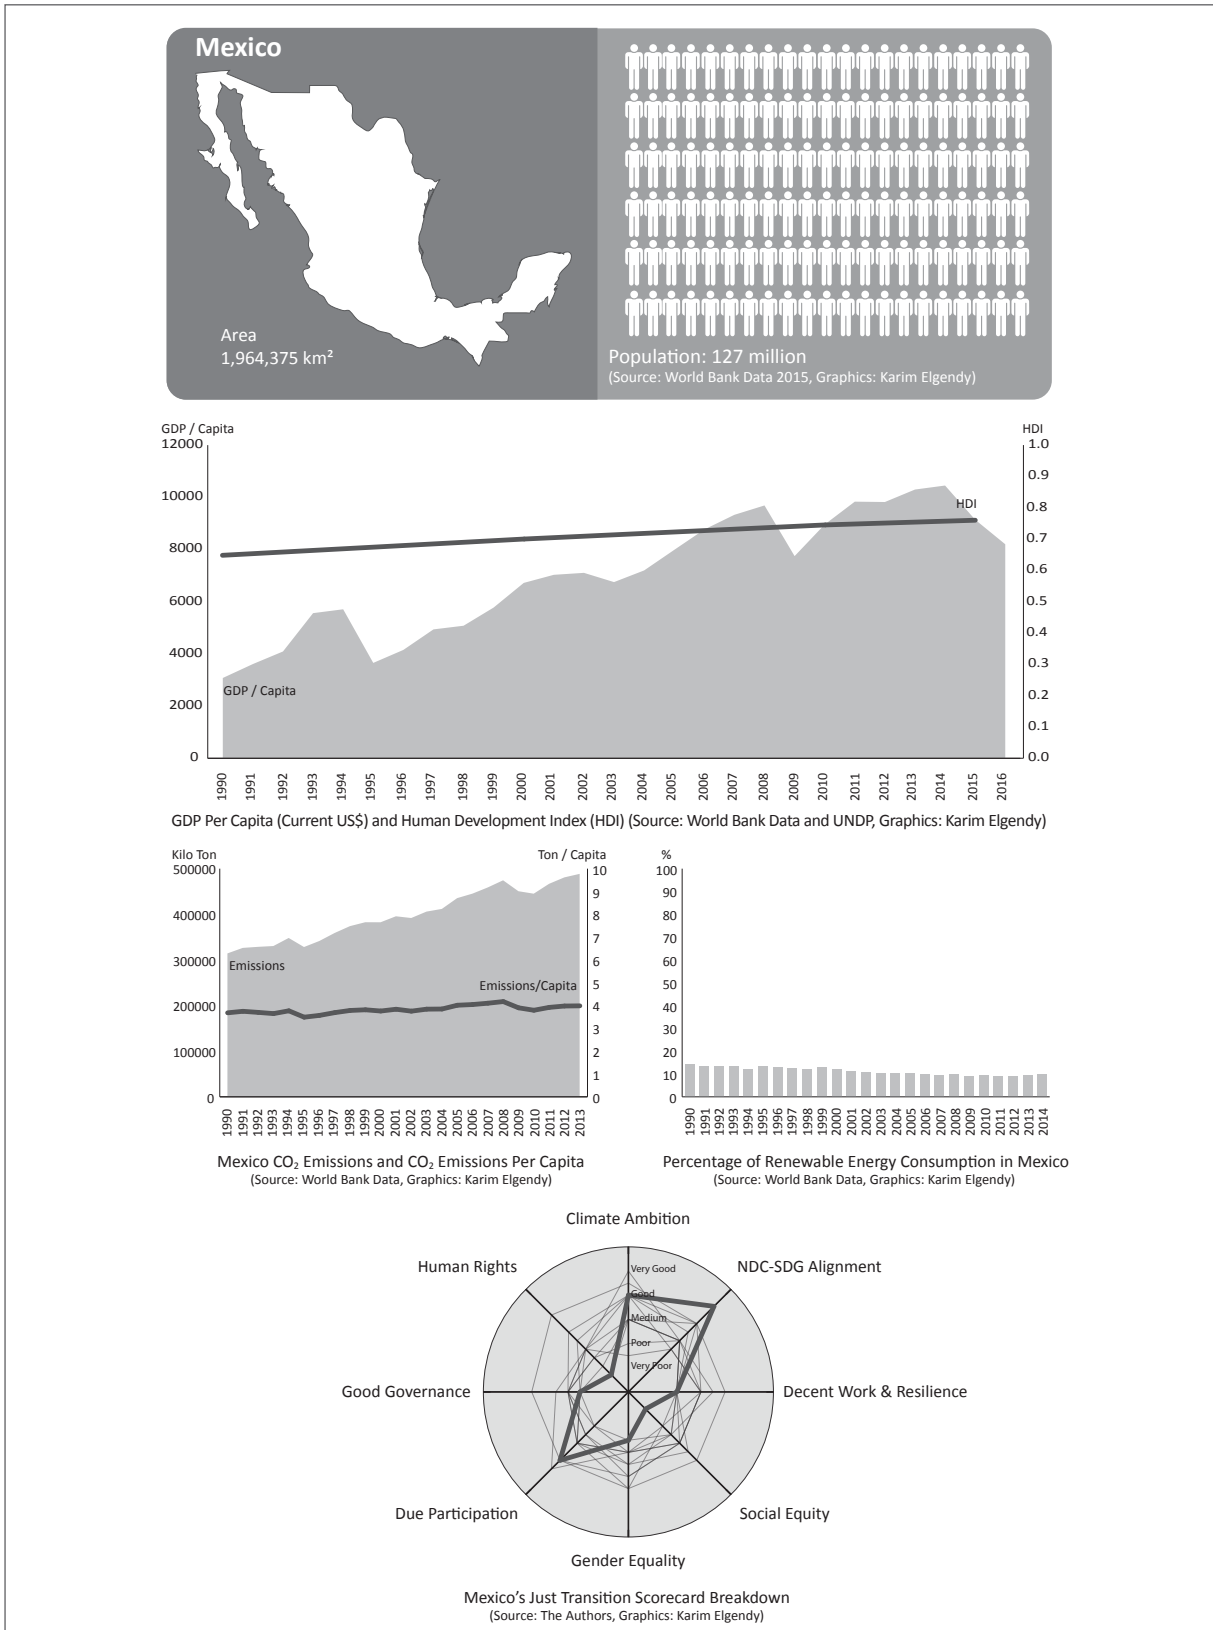 Mexico
Area
1,964,375 km²
Population: 127 million
(Source: World Bank Data 2015, Graphics: Karim Elgendy)
GDP / Capita
HDI
12000
10000
8000
6000
4000
2000
0
1.0
0.9
0.8
0.7
0.6
0.5
0.4
0.3
0.2
0.1
0.0
HDI
GDP / Capita
1990 1991 1992 1993 1994 1995 1996 1997 1998 1999 2000 2001 2002 2003 2004 2005 2006 2007 2008 2009 2010 2011 2012 2013 2014 2015 2016
GDP Per Capita (Current US$) and Human Development Index (HDI) (Source: World Bank Data and UNDP, Graphics: Karim Elgendy)
Kilo Ton
Ton / Capita
500000
400000
300000
200000
100000
0
10
9
8
7
6
5
4
3
2
1
0
Emissions
Emissions/Capita
1990 1991 1992 1993 1994 1995 1996 1997 1998 1999 2000 2001 2002 2003 2004 2005 2006 2007 2008 2009 2010 2011 2012 2013
Mexico CO₂ Emissions and CO₂ Emissions Per Capita
(Source: World Bank Data, Graphics: Karim Elgendy)
%
100
90
80
70
60
50
40
30
20
10
0
1990 1991 1992 1993 1994 1995 1996 1997 1998 1999 2000 2001 2002 2003 2004 2005 2006 2007 2008 2009 2010 2011 2012 2013 2014
Percentage of Renewable Energy Consumption in Mexico
(Source: World Bank Data, Graphics: Karim Elgendy)
Climate Ambition
Human Rights
NDC-SDG Alignment
Very Good
Good
Medium
Poor
Very Poor
Good Governance
Decent Work & Resilience
Due Participation
Social Equity
Gender Equality
Mexico's Just Transition Scorecard Breakdown
(Source: The Authors, Graphics: Karim Elgendy)